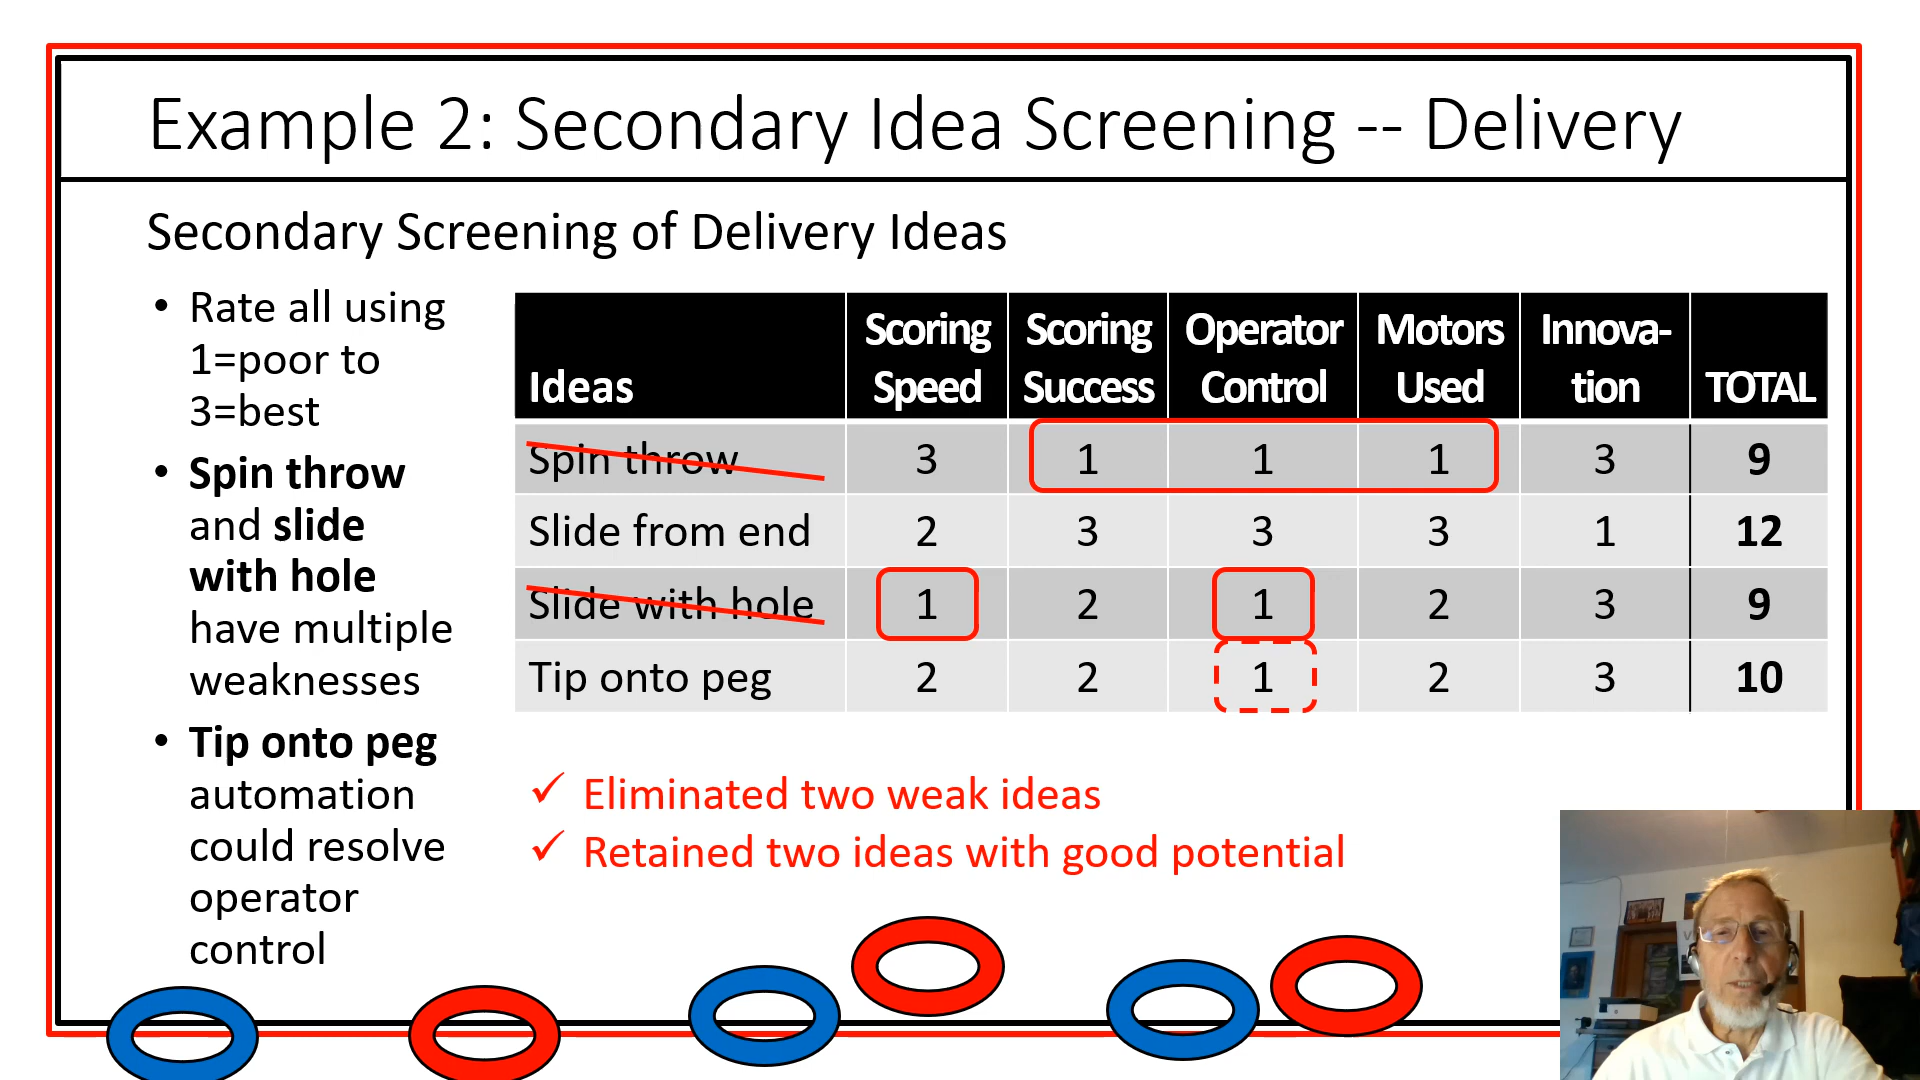 Example 2: Secondary Idea Screening -- Delivery
Secondary Screening of Delivery Ideas
• Rate all using
1=poor to
3=best
• Spin throw
and slide
with hole
have multiple
weaknesses
• Tip onto peg
automation
could resolve
operator
control
Ideas Scoring Speed Scoring Success Operator Control Motors Used Innova-tion TOTAL
Spin throw 3 1 1 1 3 9
Slide from end 2 3 3 3 1 12
Slide with hole 1 2 1 2 3 9
Tip onto peg 2 2 1 2 3 10
✓ Eliminated two weak ideas
✓ Retained two ideas with good potential